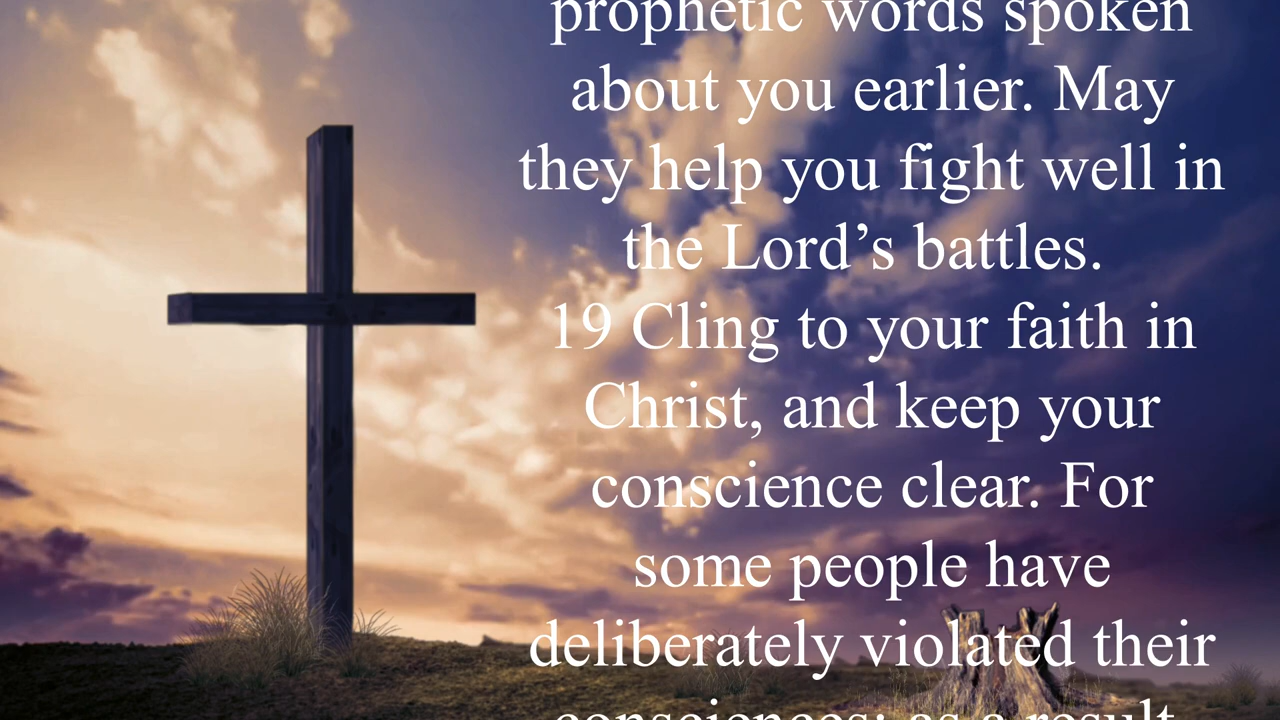 prophetic words spoken
about you earlier. May
they help you fight well in
the Lord’s battles.
19 Cling to your faith in
Christ, and keep your
conscience clear. For
some people have
deliberately violated their
consciences; as a result,